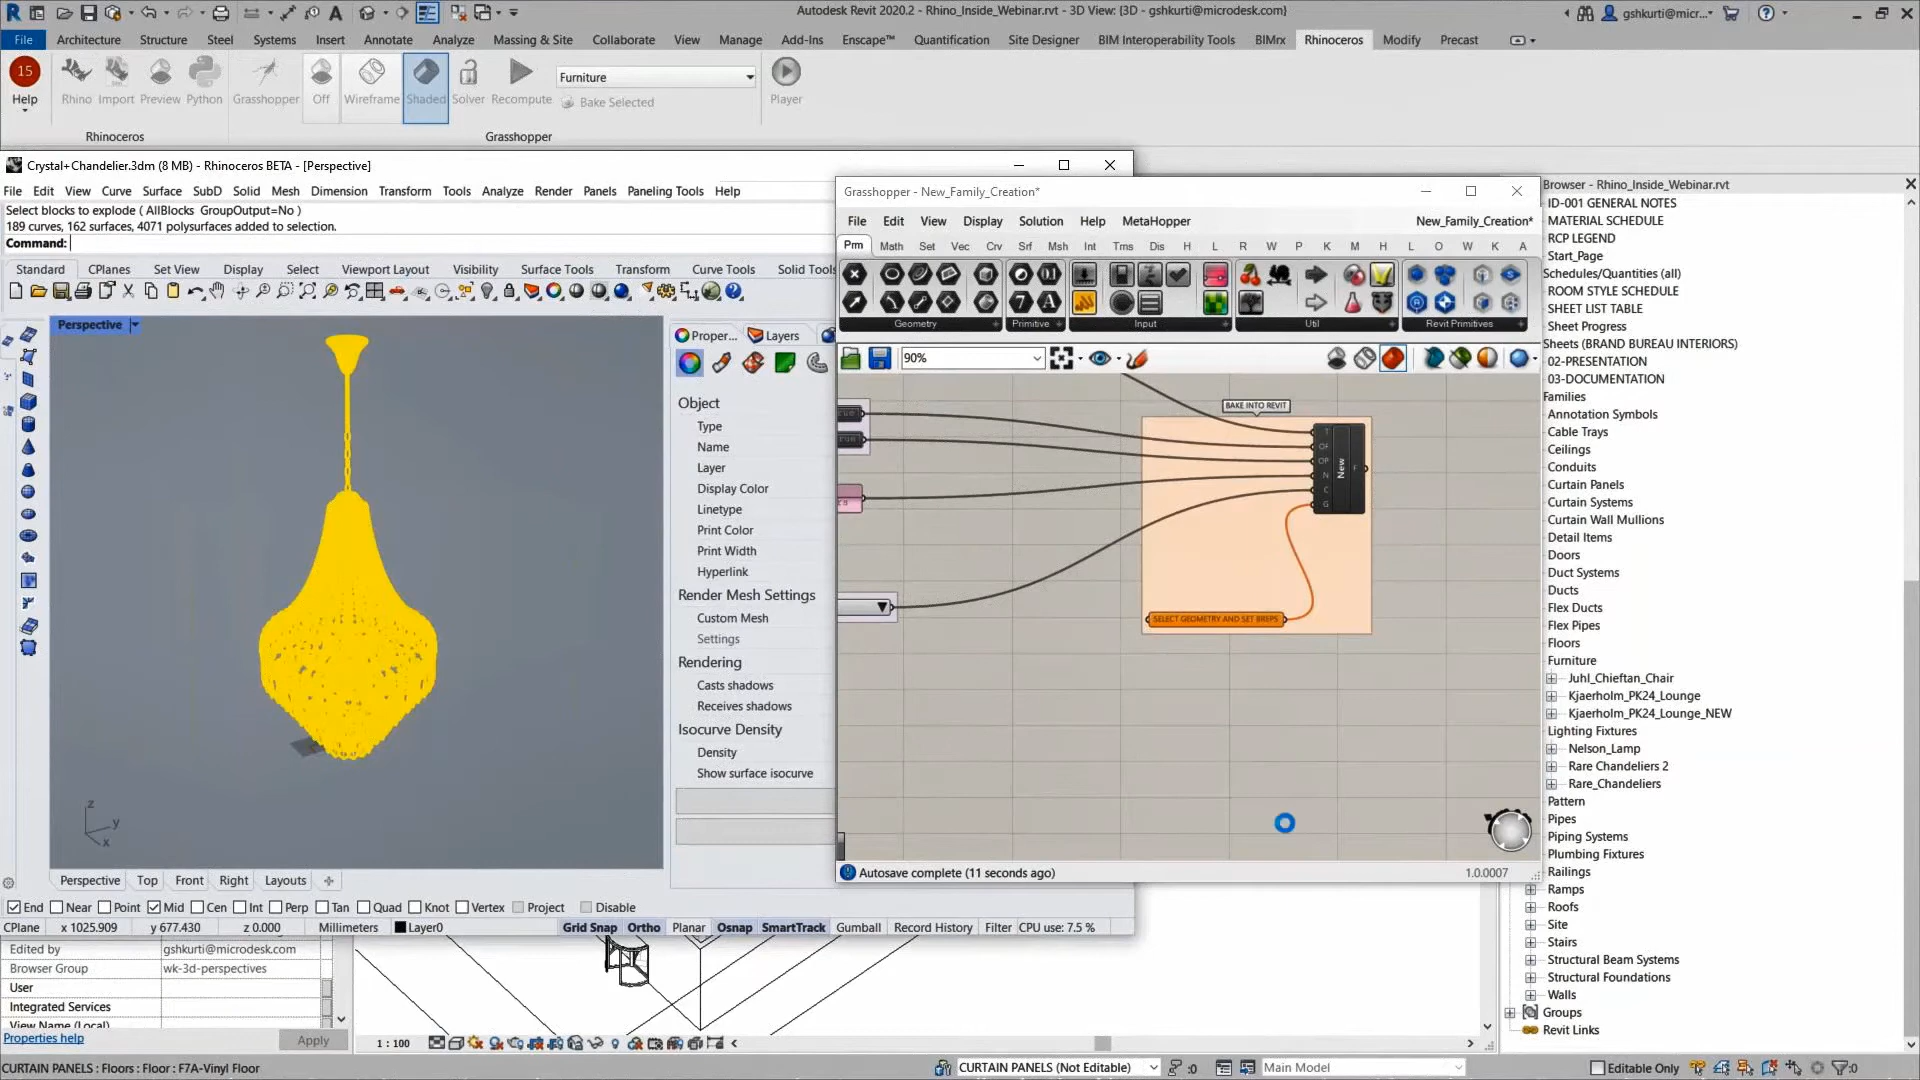 Autodesk Revit 2020.2 - Rhino_Inside_Webinar.rvt - 3D View: {3D - gshkurti@microdesk.com}
gshkurti@micr...
File Architecture Structure Steel Systems Insert Annotate Analyze Massing & Site Collaborate View Manage Add-Ins Enscape™ Quantification Site Designer BIM Interoperability Tools BIMrx Rhinoceros Modify Precast
15
Furniture
Help Rhino Import Preview Python Grasshopper Off Wireframe Shaded Solver Recompute Bake Selected Player
Rhinoceros Grasshopper
Crystal+Chandelier.3dm (8 MB) - Rhinoceros BETA - [Perspective]
File Edit View Curve Surface SubD Solid Mesh Dimension Transform Tools Analyze Render Panels Paneling Tools Help
Select blocks to explode ( AllBlocks GroupOutput=No )
189 curves, 162 surfaces, 4071 polysurfaces added to selection.
Command:
Standard CPlanes Set View Display Select Viewport Layout Visibility Surface Tools Transform Curve Tools Solid Tools
Perspective
Proper... Layers
Object
Type
Name
Layer
Display Color
Linetype
Print Color
Print Width
Hyperlink
Render Mesh Settings
Custom Mesh
Settings
Rendering
Casts shadows
Receives shadows
Isocurve Density
Density
Show surface isocurve
z
y
x
Perspective Top Front Right Layouts
End Near Point Mid Cen Int Perp Tan Quad Knot Vertex Project Disable
CPlane x 1025.909 y 677.430 z 0.000 Millimeters Layer0 Grid Snap Ortho Planar Osnap SmartTrack Gumball Record History Filter CPU use: 7.5 %
Grasshopper - New_Family_Creation*
File Edit View Display Solution Help MetaHopper New_Family_Creation*
Prm Math Set Vec Crv Srf Msh Int Tms Dis H L R W P K M H L O W K A
Geometry Primitive Input Util Revit Primitives
90%
BAKE INTO REVIT
T
OF
OP
N
C
G
New
F
SELECT GEOMETRY AND SET BREPS
Autosave complete (11 seconds ago)
1.0.0007
Browser - Rhino_Inside_Webinar.rvt
ID-001 GENERAL NOTES
MATERIAL SCHEDULE
RCP LEGEND
Start_Page
Schedules/Quantities (all)
ROOM STYLE SCHEDULE
SHEET LIST TABLE
Sheet Progress
Sheets (BRAND BUREAU INTERIORS)
02-PRESENTATION
03-DOCUMENTATION
Families
Annotation Symbols
Cable Trays
Ceilings
Conduits
Curtain Panels
Curtain Systems
Curtain Wall Mullions
Detail Items
Doors
Duct Systems
Ducts
Flex Ducts
Flex Pipes
Floors
Furniture
Juhl_Chieftan_Chair
Kjaerholm_PK24_Lounge
Kjaerholm_PK24_Lounge_NEW
Lighting Fixtures
Nelson_Lamp
Rare Chandeliers 2
Rare_Chandeliers
Pattern
Pipes
Piping Systems
Plumbing Fixtures
Railings
Ramps
Roofs
Site
Stairs
Structural Beam Systems
Structural Foundations
Walls
Groups
Revit Links
Edited by gshkurti@microdesk.com
Browser Group wk-3d-perspectives
User
Integrated Services
View Name (Local)
Properties help Apply
1 : 100
CURTAIN PANELS : Floors : Floor : F7A-Vinyl Floor
CURTAIN PANELS (Not Editable) :0 Main Model Editable Only :0